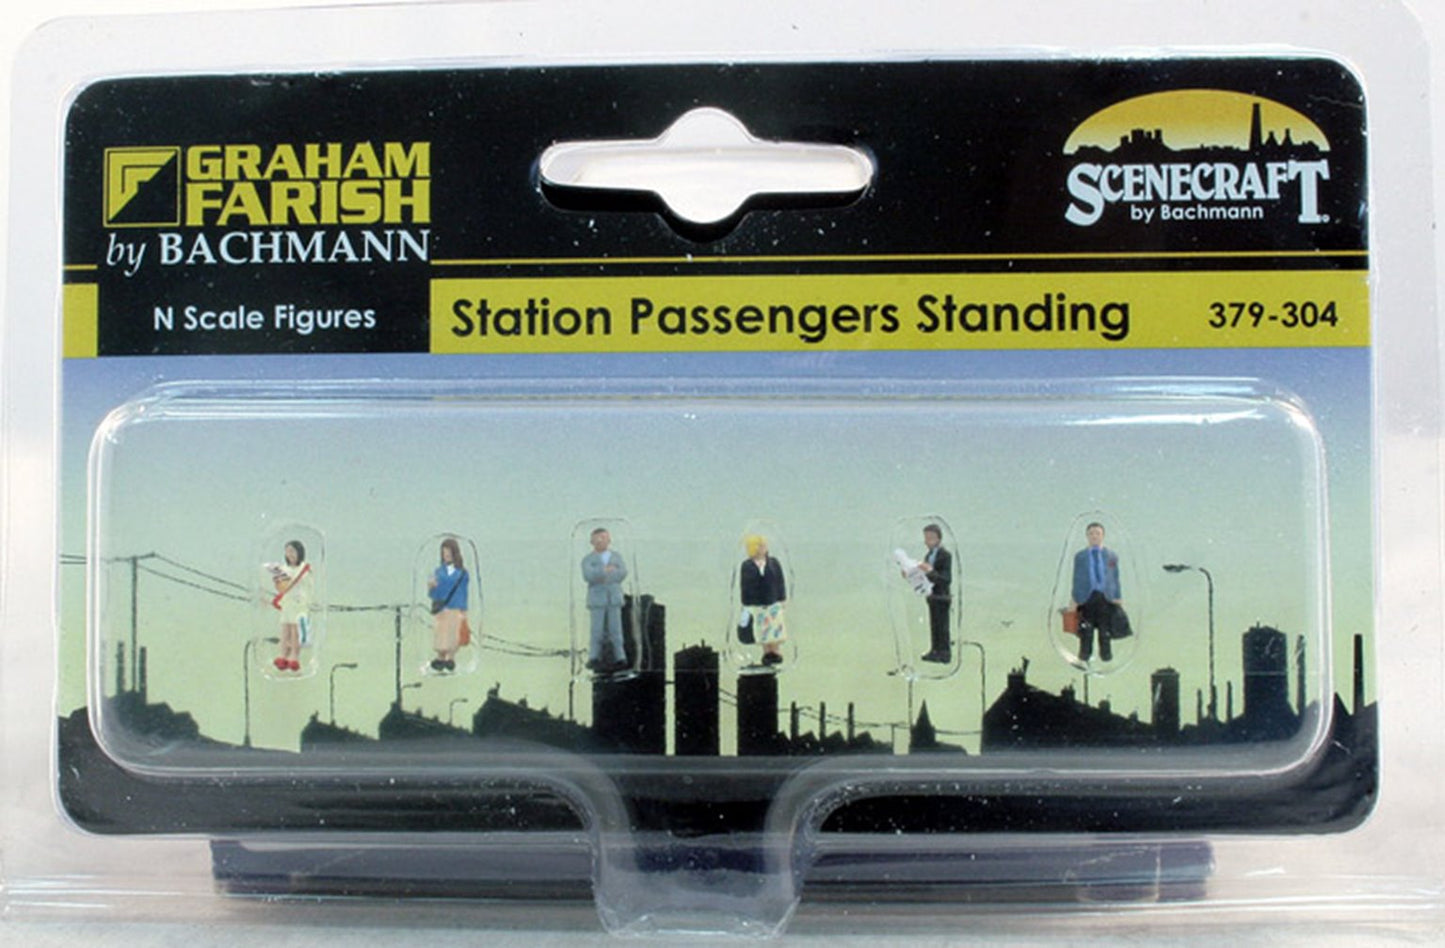 GRAHAM
FARISH
by BACHMANN
SCENECRAFT
by Bachmann
N Scale Figures
Station Passengers Standing
379-304